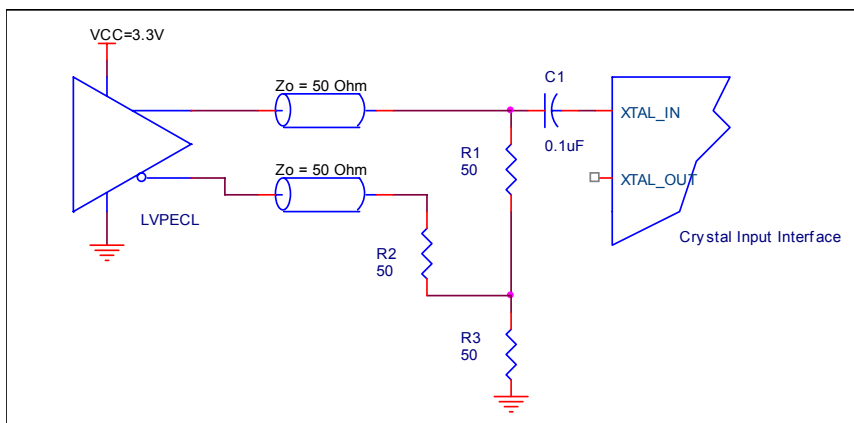 VCC=3.3V
Zo = 50 Ohm
C1
0.1uF
XTAL_IN
R1
50
Zo = 50 Ohm
XTAL_OUT
LVPECL
R2
50
Crystal Input Interface
R3
50